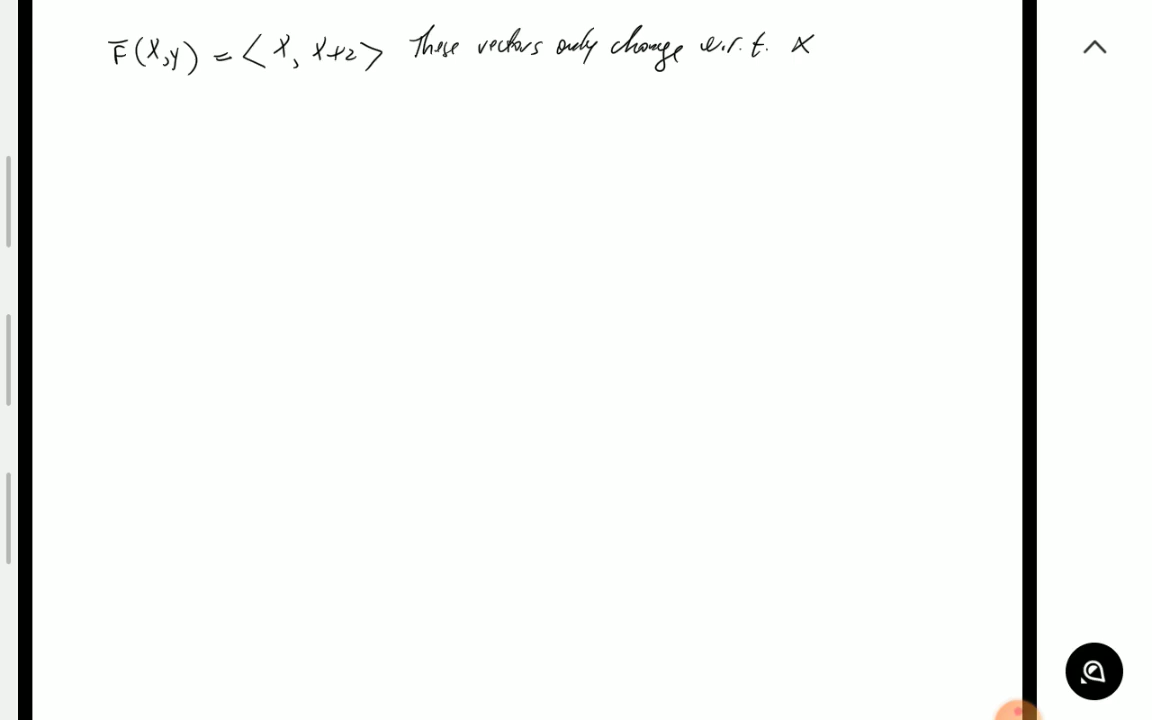 F̅(x,y) = <x, x+2> These vectors only change w.r.t. x